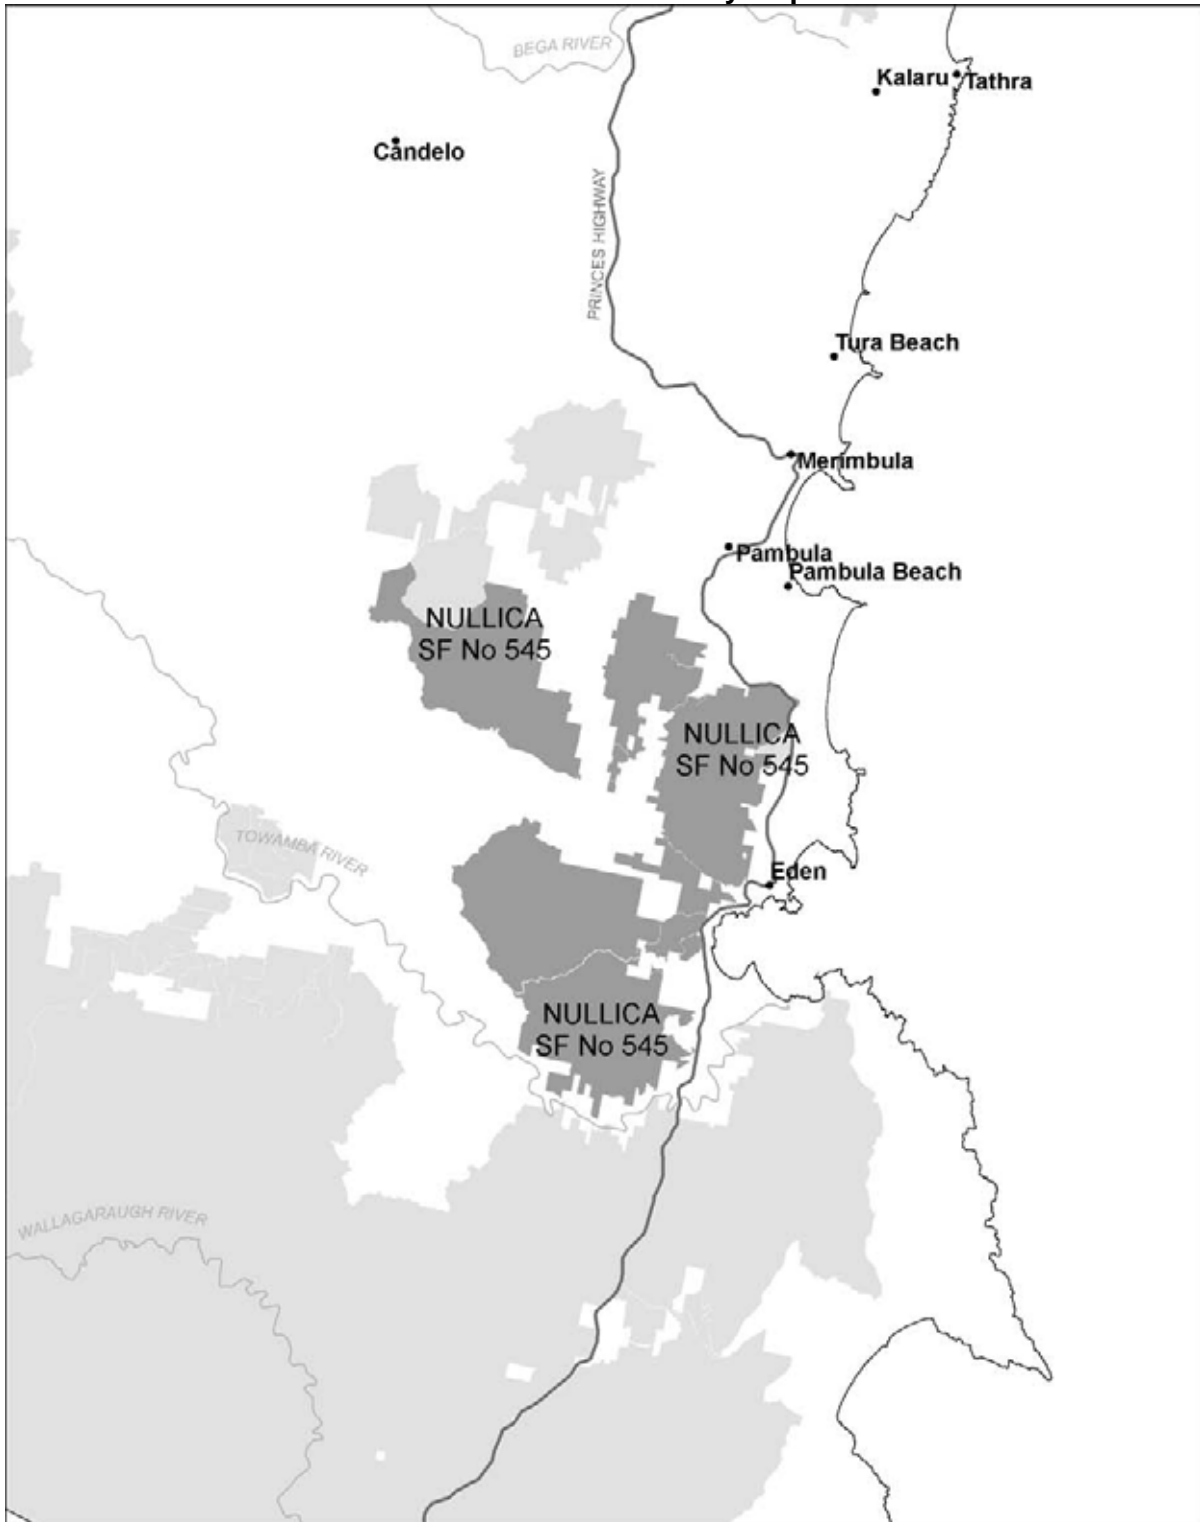 BEGA RIVER
Kalaru
Tathra
Candelo
PRINCES HIGHWAY
Tura Beach
Merimbula
Pambula
Pambula Beach
NULLICA
SF No 545
NULLICA
SF No 545
TOWAMBA RIVER
Eden
NULLICA
SF No 545
WALLAGARAUGH RIVER